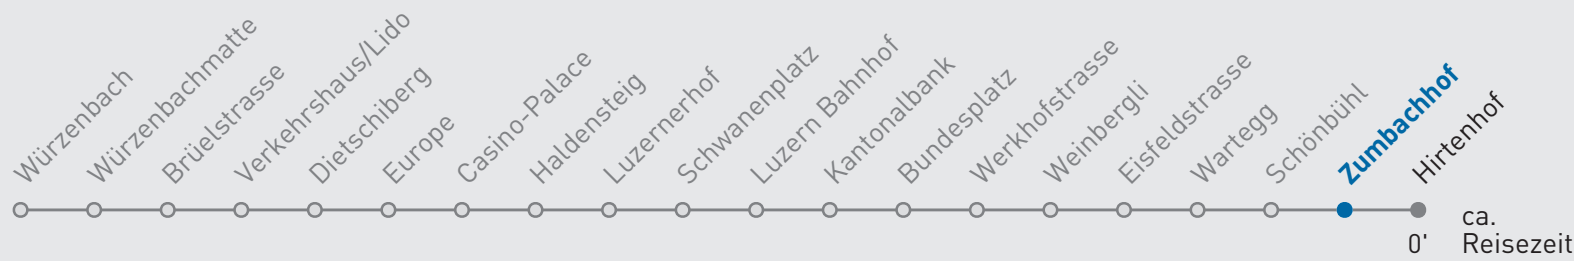 Würzenbach
Würzenbachmatte
Brüelstrasse
Verkehrshaus/Lido
Dietschiberg
Europe
Casino-Palace
Haldensteig
Luzernerhof
Schwanenplatz
Luzern Bahnhof
Kantonalbank
Bundesplatz
Werkhofstrasse
Weinbergli
Eisfeldstrasse
Wartegg
Schönbühl
Zumbachhof
Hirtenhof
ca.
0' Reisezeit